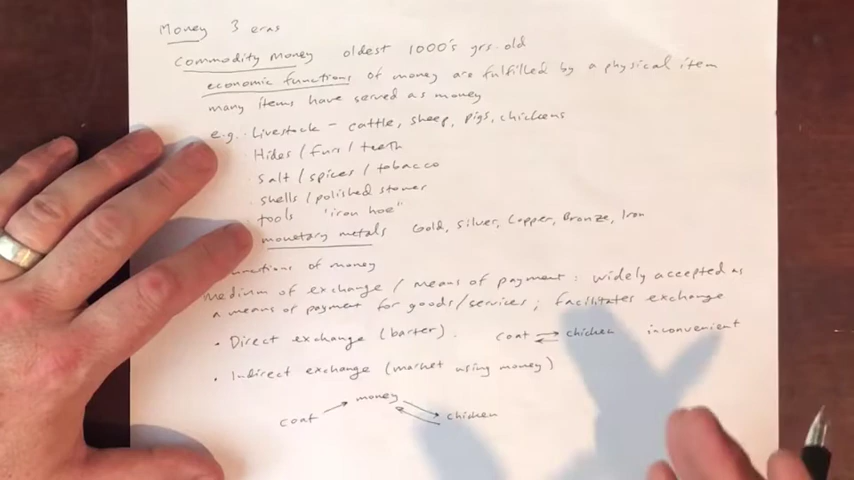 Money 3 eras
Commodity Money oldest 1000's yrs old
economic functions of money are fulfilled by a physical item
many items have served as money
e.g. Livestock - cattle, sheep, pigs, chickens
Hides / furs / teeth
salt / spices / tobacco
shells / polished stones
tools "iron hoe"
monetary metals Gold, Silver, Copper, Bronze, Iron
functions of money
medium of exchange / means of payment : widely accepted as
a means of payment for goods/services ; facilitates exchange
• Direct exchange (barter). coat chicken inconvenient
• Indirect exchange (market using money)
money
coat chicken